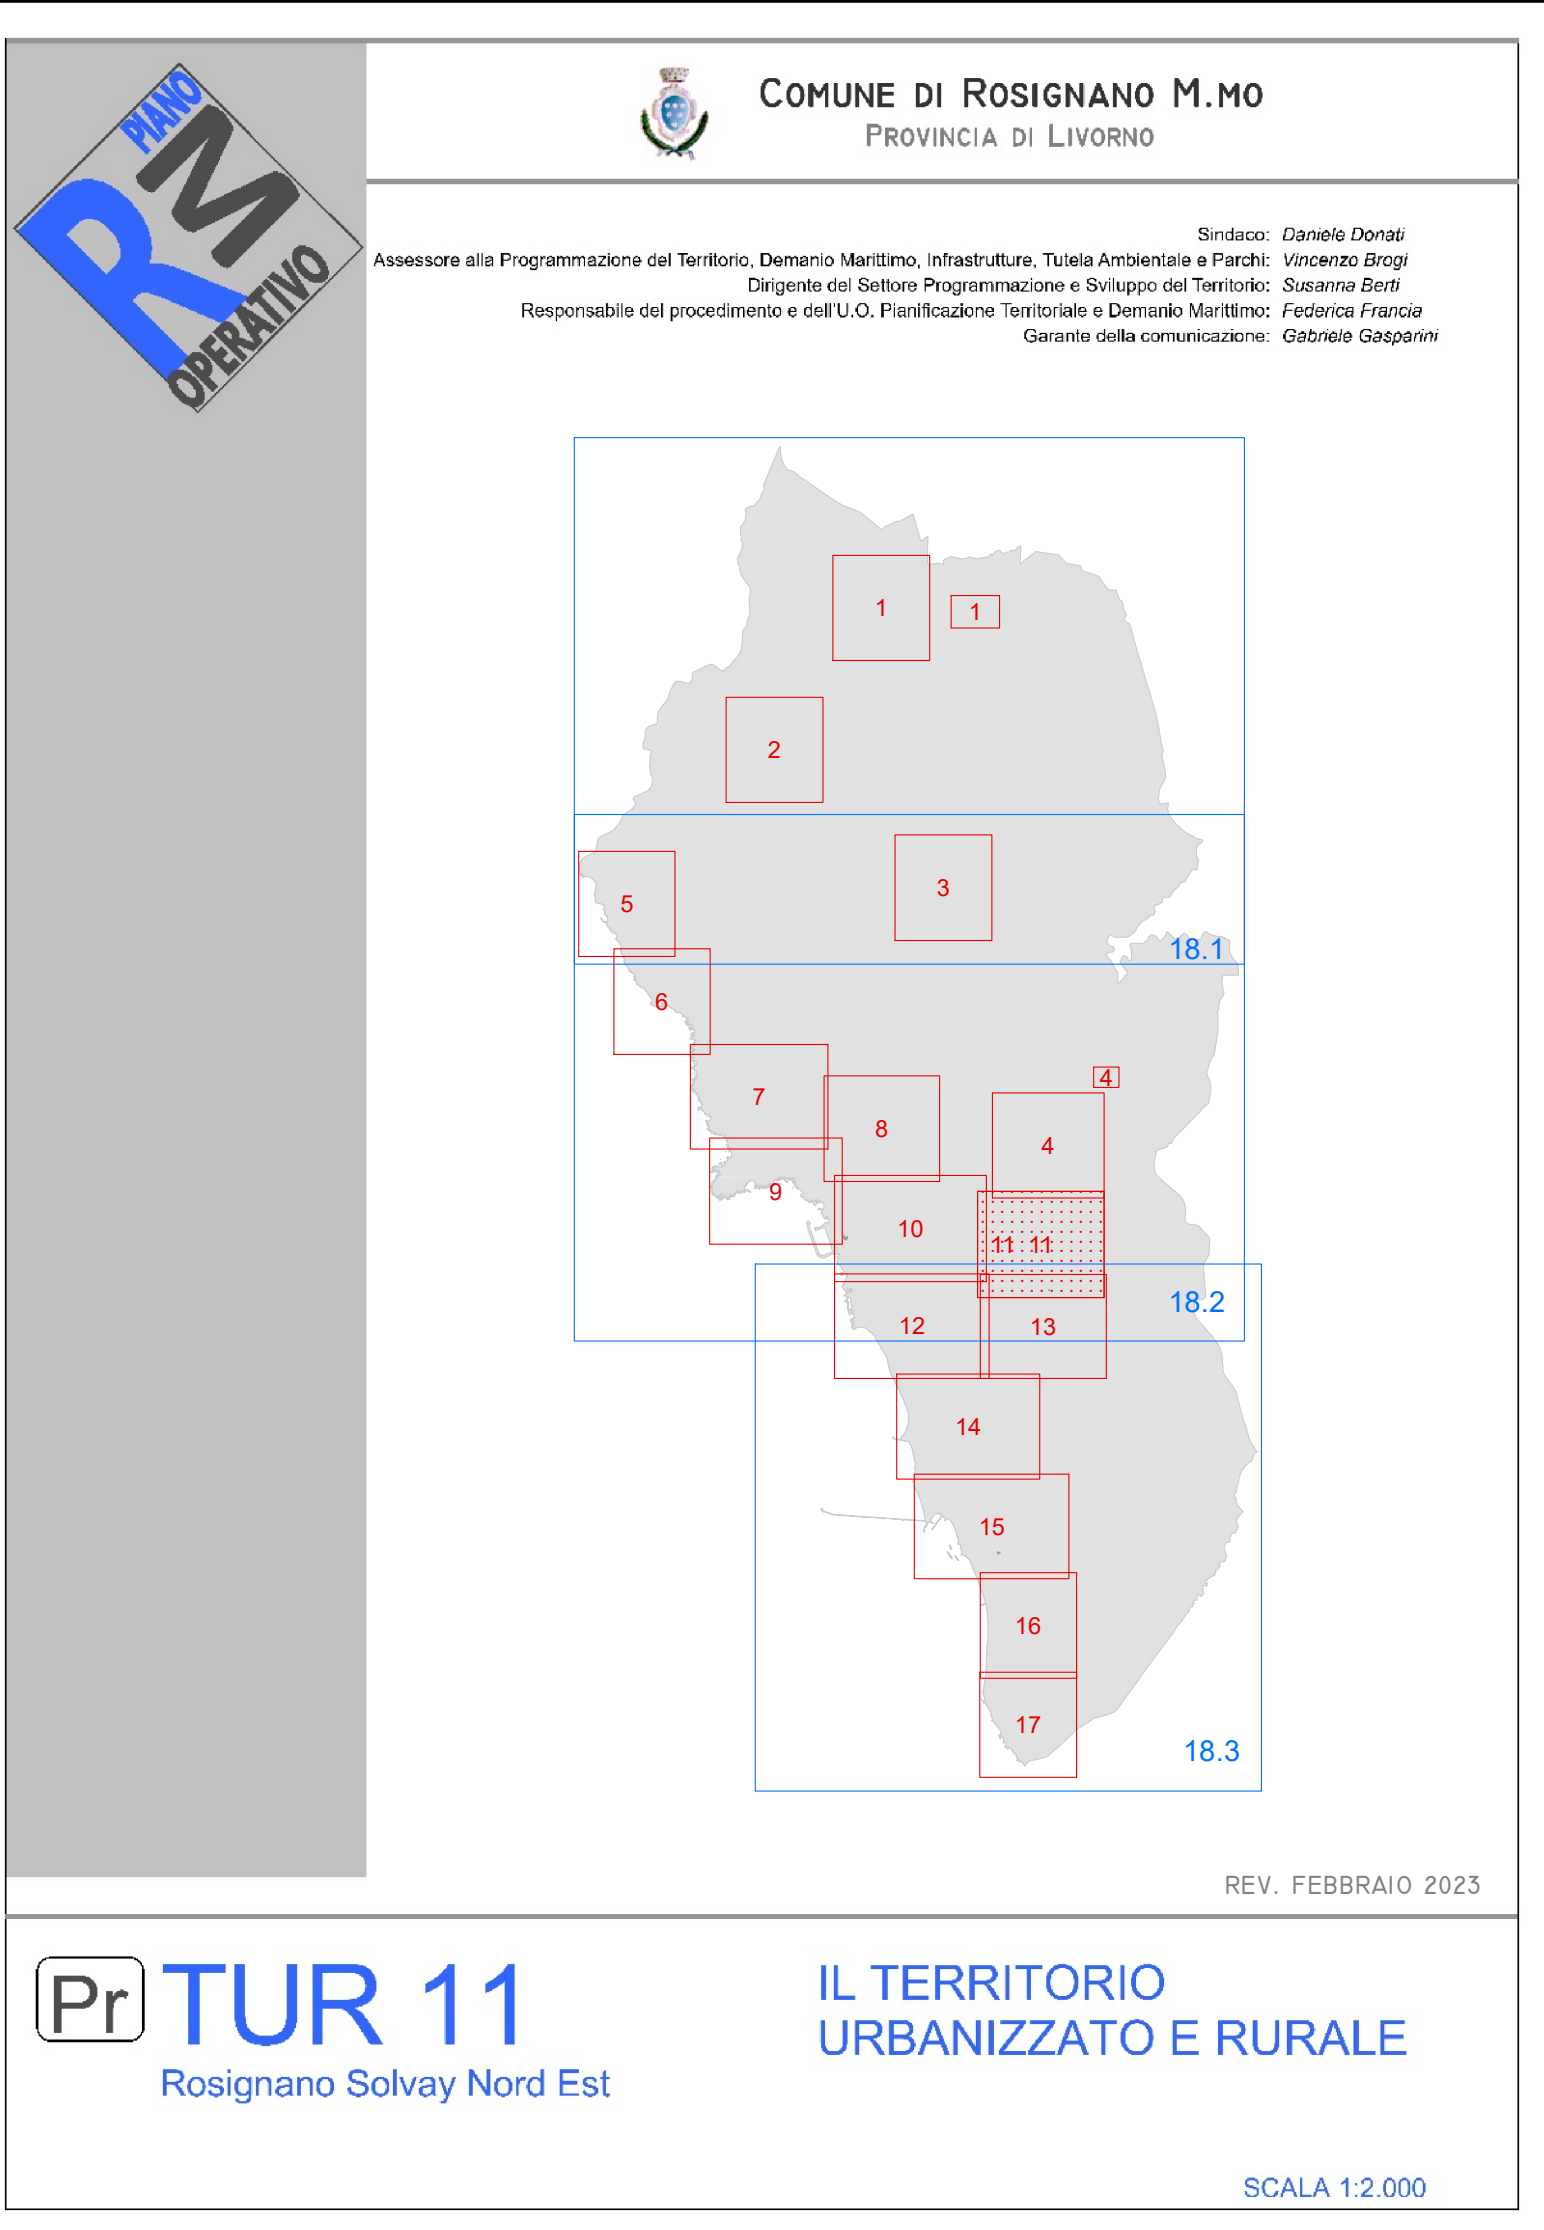 PIANO
RM
OPERATIVO
COMUNE DI ROSIGNANO M.MO
PROVINCIA DI LIVORNO
Sindaco: Daniele Donati
Assessore alla Programmazione del Territorio, Demanio Marittimo, Infrastrutture, Tutela Ambientale e Parchi: Vincenzo Brogi
Dirigente del Settore Programmazione e Sviluppo del Territorio: Susanna Berti
Responsabile del procedimento e dell'U.O. Pianificazione Territoriale e Demanio Marittimo: Federica Francia
Garante della comunicazione: Gabriele Gasparini
1
1
2
3
5
18.1
6
4
7
8
4
9
10
11 11
18.2
12
13
14
15
16
17
18.3
REV. FEBBRAIO 2023
Pr TUR 11
Rosignano Solvay Nord Est
IL TERRITORIO
URBANIZZATO E RURALE
SCALA 1:2.000